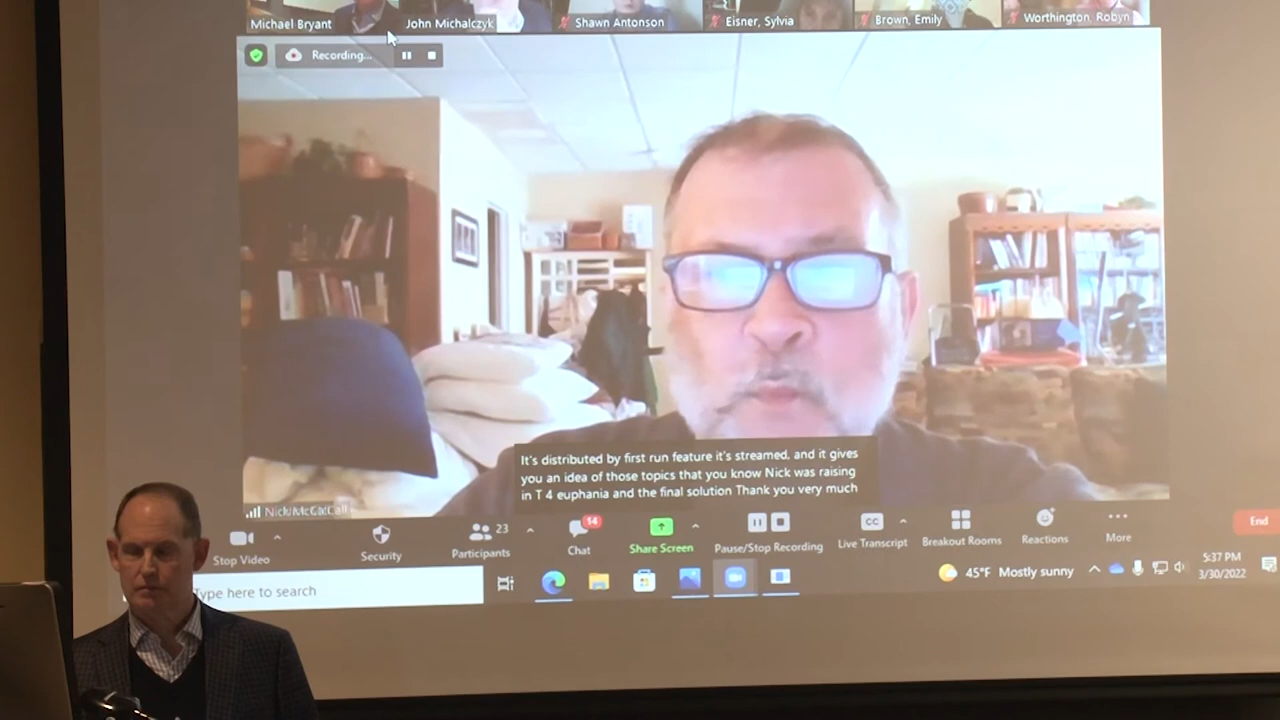 Michael Bryant
John Michalczyk
Shawn Antonson
Eisner, Sylvia
Brown, Emily
Worthington, Robyn
Recording...
It's distributed by first run feature it's streamed, and it gives
you an idea of those topics that you know Nick was raising
in T 4 euphania and the final solution Thank you very much
Stop Video
Security
Participants
23
Chat
14
Share Screen
Pause/Stop Recording
CC
Live Transcript
Breakout Rooms
Reactions
More
End
Type here to search
45°F Mostly sunny
5:37 PM
3/30/2022